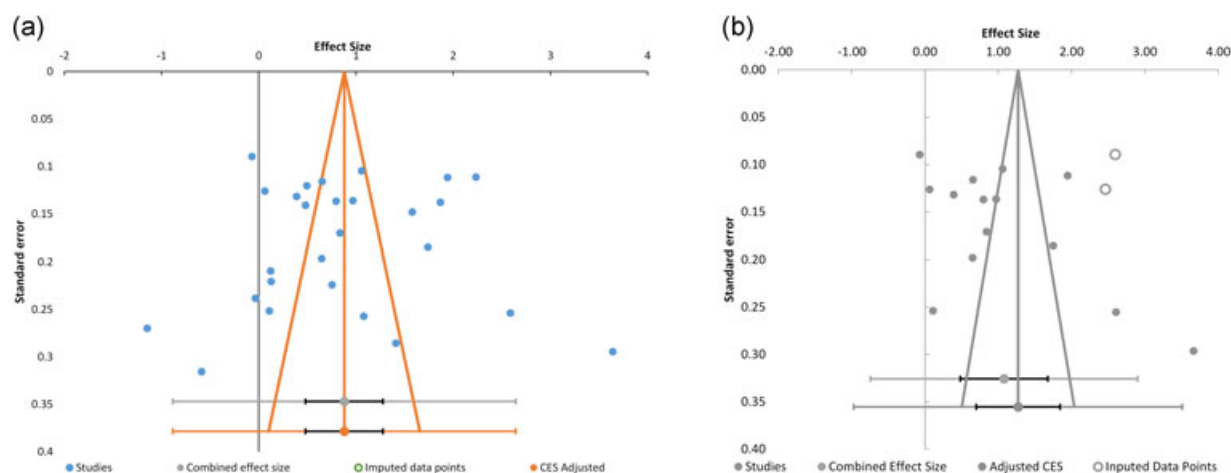 (a)
Effect Size
-2 -1 0 1 2 3 4
0
0.05
0.1
0.15
0.2
0.25
0.3
0.35
0.4
Standard error
Studies Combined effect size Imputed data points CES Adjusted
(b)
Effect Size
-2.00 -1.00 0.00 1.00 2.00 3.00 4.00
0.00
0.05
0.10
0.15
0.20
0.25
0.30
0.35
0.40
Standard error
Studies Combined Effect Size Adjusted CES Inputed Data Points